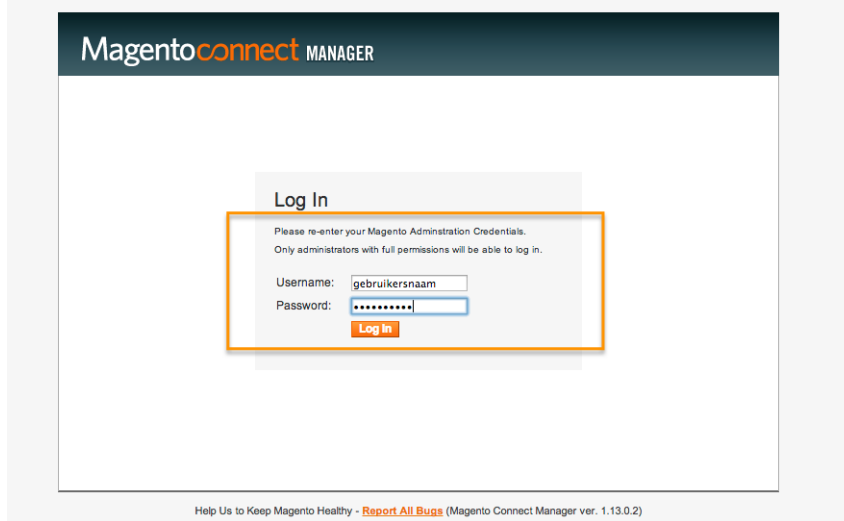 Magentoconnect MANAGER
Log In
Please re-enter your Magento Adminstration Credentials.
Only administrators with full permissions will be able to log in.
Username: gebruikersnaam
Password: ••••••••••
Log In
Help Us to Keep Magento Healthy - Report All Bugs (Magento Connect Manager ver. 1.13.0.2)